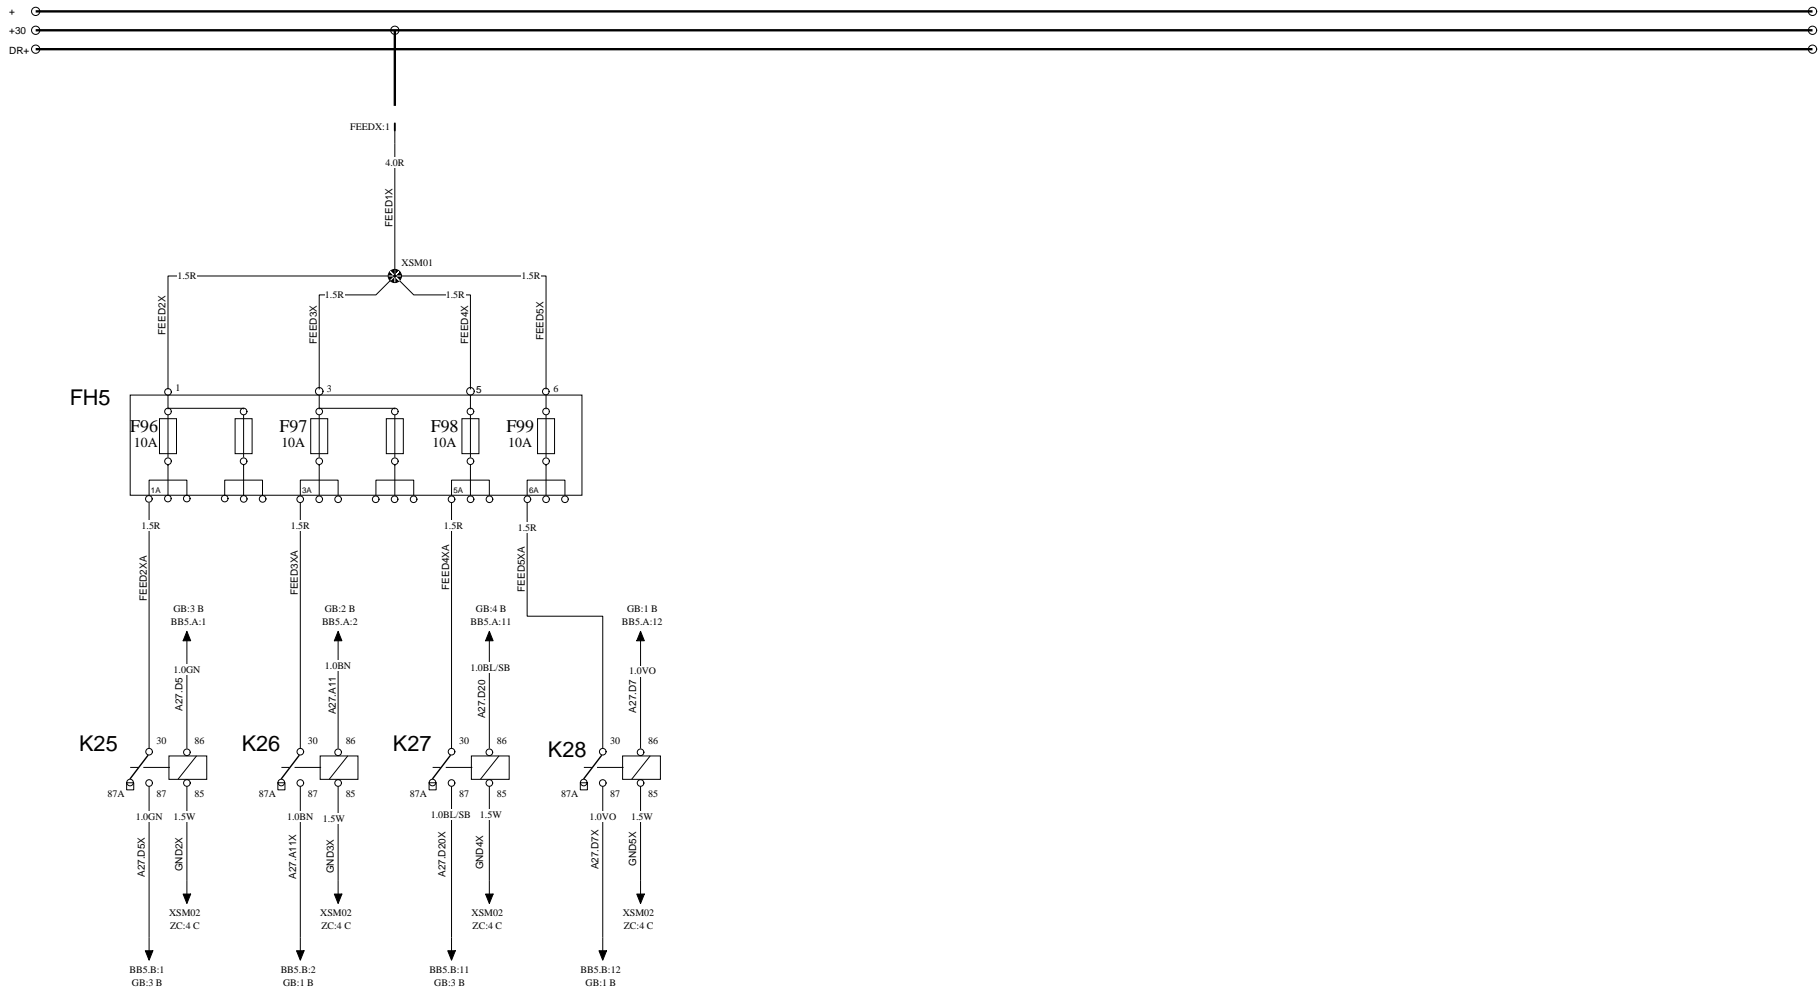 +
+30
DR+
FEEDX:1
4.0R
FEED1X
XSM01
1.5R
1.5R
1.5R
1.5R
FEED2X
FEED3X
FEED4X
FEED5X
FH5
1
3
5
6
F96
10A
F97
10A
F98
10A
F99
10A
1A
3A
5A
6A
1.5R
1.5R
1.5R
1.5R
FEED2XA
FEED3XA
FEED4XA
FEED5XA
GB:3 B
BB5.A:1
GB:2 B
BB5.A:2
GB:4 B
BB5.A:11
GB:1 B
BB5.A:12
1.0GN
1.0BN
1.0BL/SB
1.0VO
A27.D5
A27.A11
A27.D20
A27.D7
K25
30
86
K26
30
86
K27
30
86
K28
30
86
87A
87
85
87A
87
85
87A
87
85
87A
87
85
1.0GN
1.5W
1.0BN
1.5W
1.0BL/SB
1.5W
1.0VO
1.5W
A27.D5X
GND2X
A27.A11X
GND3X
A27.D20X
GND4X
A27.D7X
GND5X
XSM02
ZC:4 C
XSM02
ZC:4 C
XSM02
ZC:4 C
XSM02
ZC:4 C
BB5.B:1
GB:3 B
BB5.B:2
GB:1 B
BB5.B:11
GB:3 B
BB5.B:12
GB:1 B